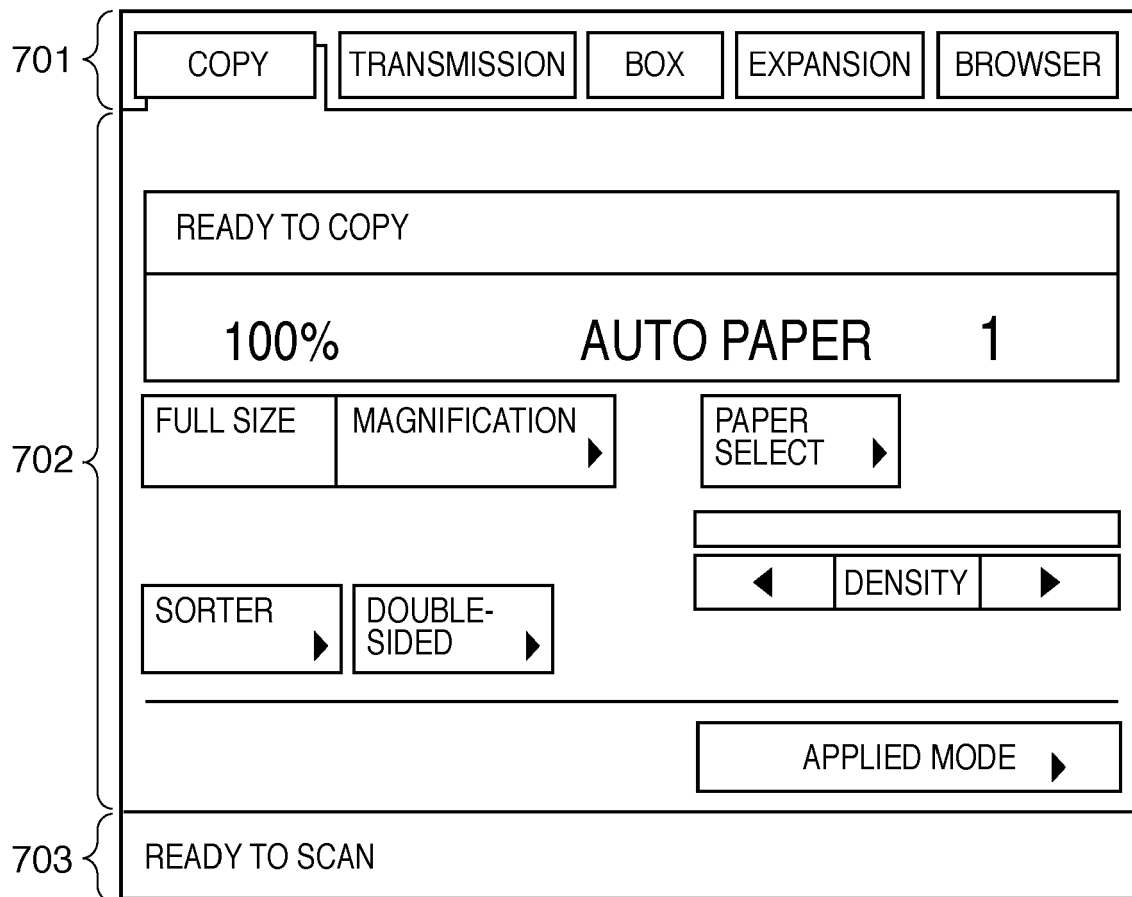 701
COPY TRANSMISSION BOX EXPANSION BROWSER
READY TO COPY
100% AUTO PAPER 1
702
FULL SIZE MAGNIFICATION
PAPER
SELECT
DENSITY
SORTER
DOUBLE-
SIDED
APPLIED MODE
703
READY TO SCAN